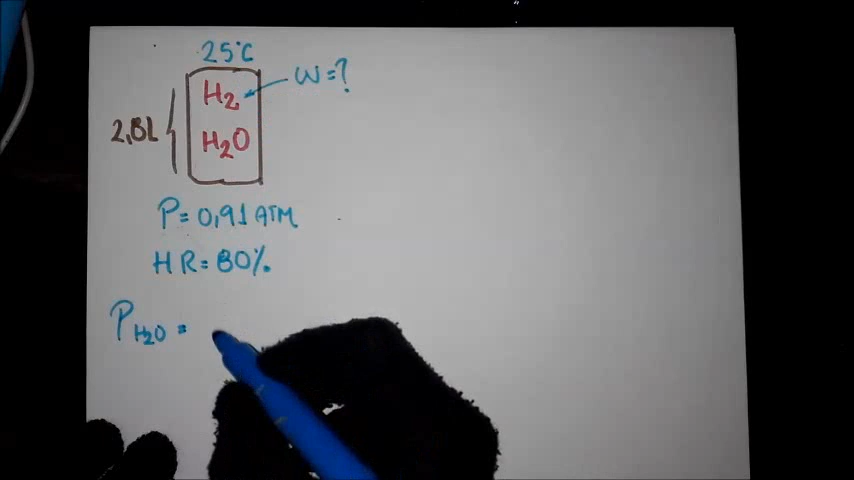 25°C
H2
W=?
2,8L
H2O
P= 0,91 ATM
HR= 80%
PH2O =